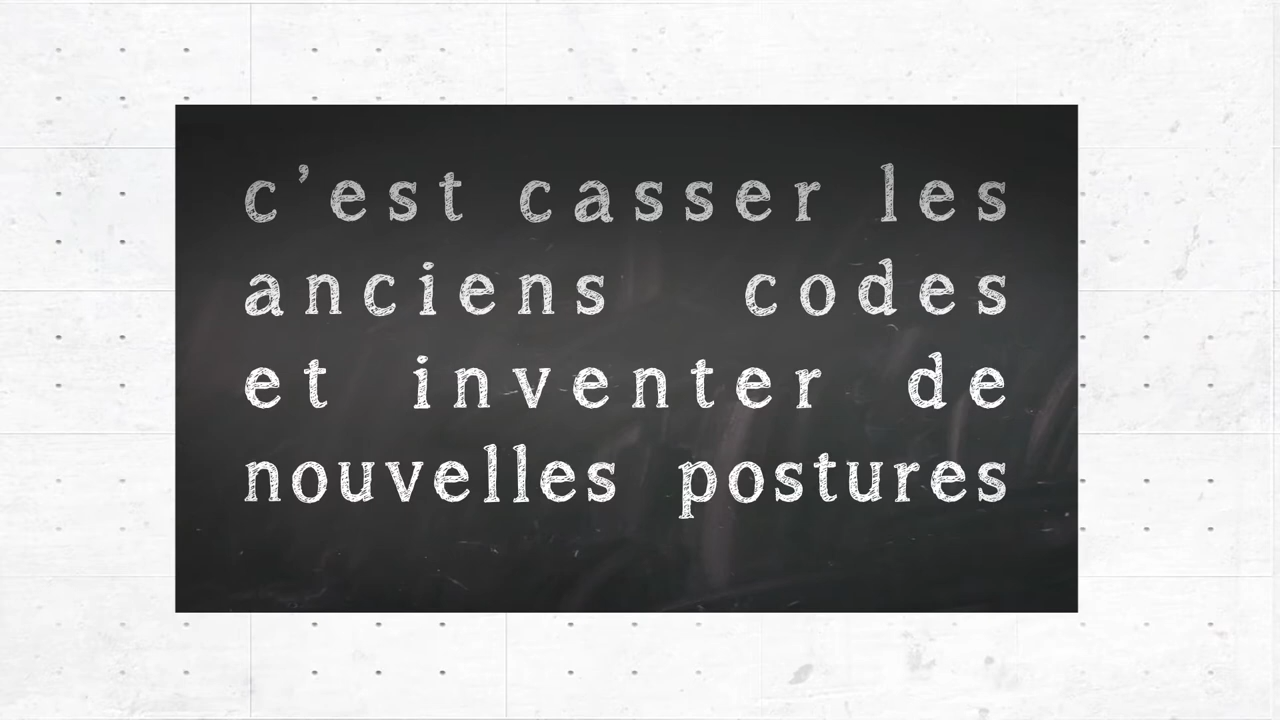 c’est casser les
anciens codes
et inventer de
nouvelles postures